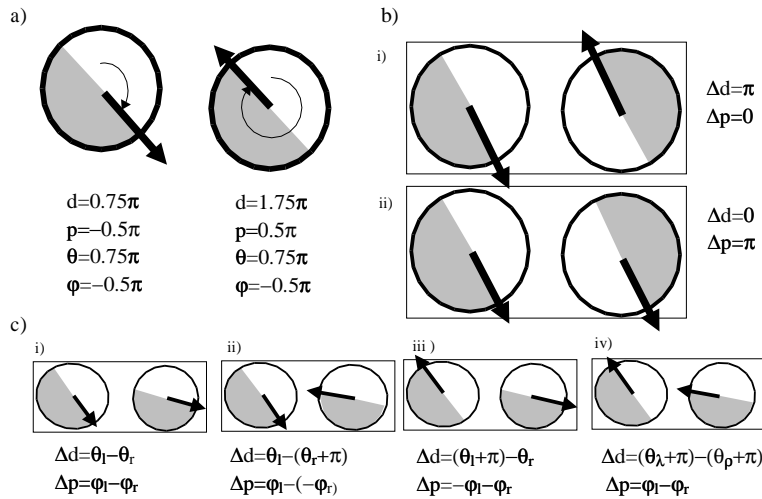 a)
d=0.75π
p=−0.5π
θ=0.75π
φ=−0.5π
d=1.75π
p=0.5π
θ=0.75π
φ=−0.5π
b)
i)
Δd=π
Δp=0
ii)
Δd=0
Δp=π
c)
i)
Δd=θl−θr
Δp=φl−φr
ii)
Δd=θl−(θr+π)
Δp=φl−(−φr)
iii )
Δd=(θl+π)−θr
Δp=−φl−φr
iv)
Δd=(θλ+π)−(θρ+π)
Δp=φl−φr